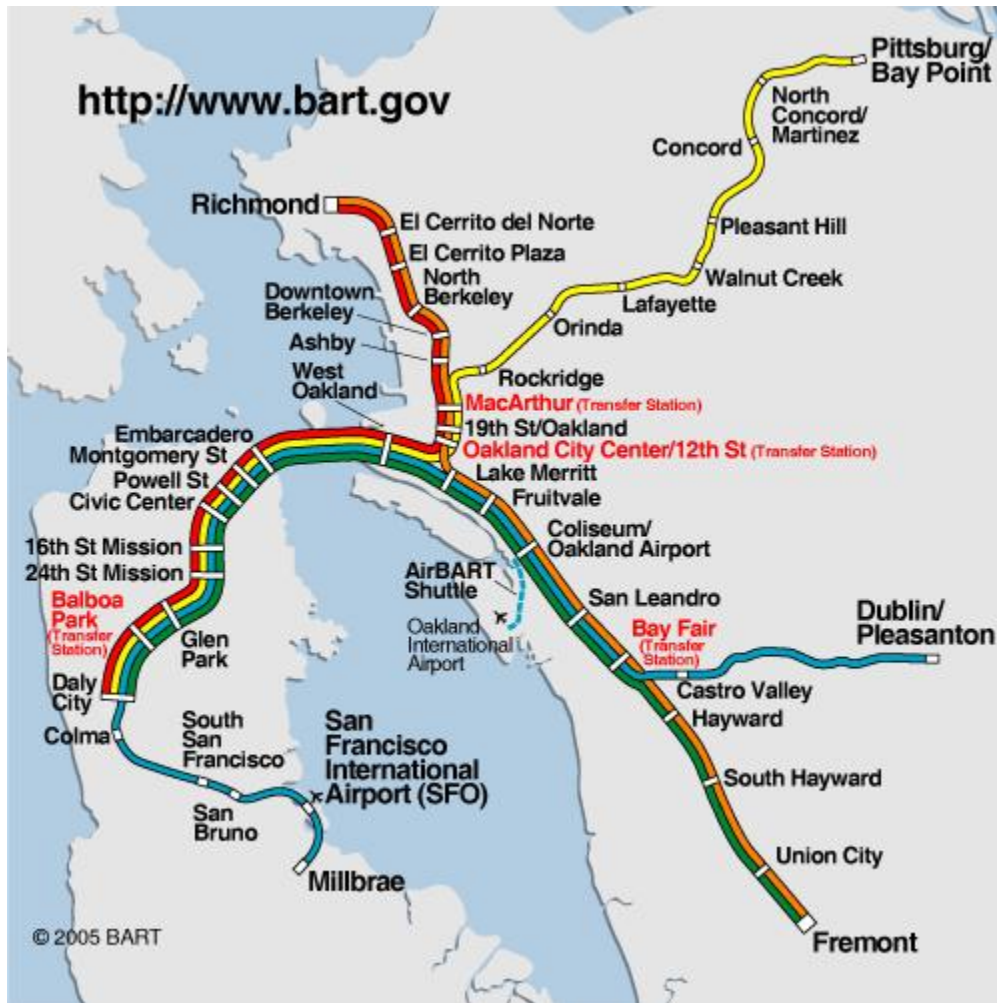 http://www.bart.gov
Pittsburg/
Bay Point
North
Concord/
Martinez
Concord
Pleasant Hill
Walnut Creek
Lafayette
Orinda
Rockridge
Richmond
El Cerrito del Norte
El Cerrito Plaza
North
Berkeley
Downtown
Berkeley
Ashby
West
Oakland
MacArthur (Transfer Station)
19th St/Oakland
Oakland City Center/12th St (Transfer Station)
Embarcadero
Montgomery St
Powell St
Civic Center
16th St Mission
24th St Mission
Balboa
Park
(Transfer
Station)
Glen
Park
Daly
City
Colma
South
San
Francisco
San
Bruno
San
Francisco
International
Airport (SFO)
Millbrae
Lake Merritt
Fruitvale
Coliseum/
Oakland Airport
AirBART
Shuttle
Oakland
International
Airport
San Leandro
Bay Fair
(Transfer
Station)
Dublin/
Pleasanton
Castro Valley
Hayward
South Hayward
Union City
Fremont
© 2005 BART